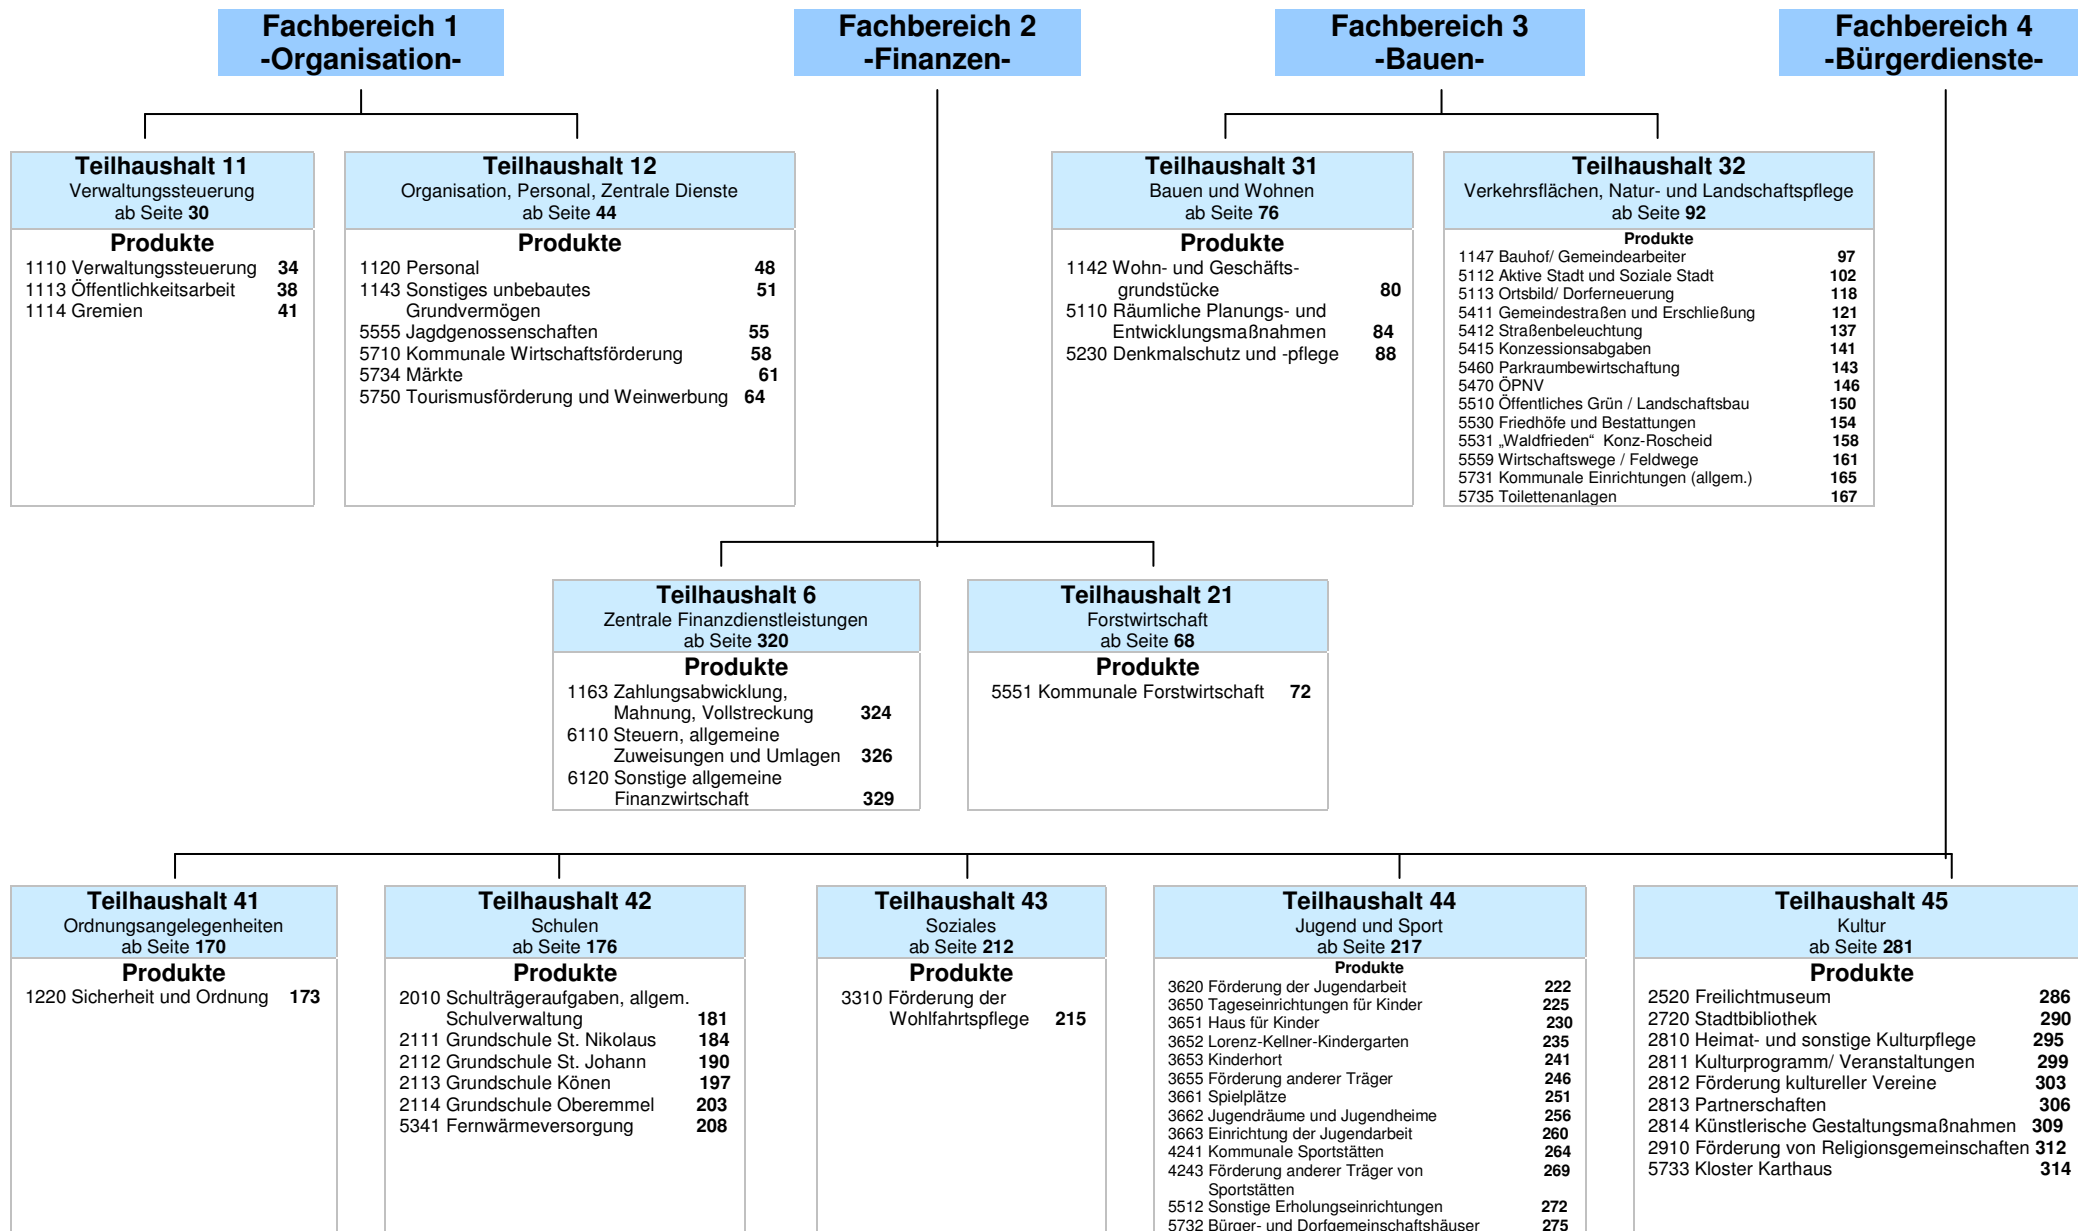 Fachbereich 1
-Organisation-
Fachbereich 2
-Finanzen-
Fachbereich 3
-Bauen-
Fachbereich 4
-Bürgerdienste-
Teilhaushalt 11
Verwaltungssteuerung
ab Seite 30
Produkte
1110 Verwaltungssteuerung 34
1113 Öffentlichkeitsarbeit 38
1114 Gremien 41
Teilhaushalt 12
Organisation, Personal, Zentrale Dienste
ab Seite 44
Produkte
1120 Personal 48
1143 Sonstiges unbebautes 51
Grundvermögen
5555 Jagdgenossenschaften 55
5710 Kommunale Wirtschaftsförderung 58
5734 Märkte 61
5750 Tourismusförderung und Weinwerbung 64
Teilhaushalt 31
Bauen und Wohnen
ab Seite 76
Produkte
1142 Wohn- und Geschäfts-
grundstücke 80
5110 Räumliche Planungs- und
Entwicklungsmaßnahmen 84
5230 Denkmalschutz und -pflege 88
Teilhaushalt 32
Verkehrsflächen, Natur- und Landschaftspflege
ab Seite 92
Produkte
1147 Bauhof/ Gemeindearbeiter 97
5112 Aktive Stadt und Soziale Stadt 102
5113 Ortsbild/ Dorferneuerung 118
5411 Gemeindestraßen und Erschließung 121
5412 Straßenbeleuchtung 137
5415 Konzessionsabgaben 141
5460 Parkraumbewirtschaftung 143
5470 ÖPNV 146
5510 Öffentliches Grün / Landschaftsbau 150
5530 Friedhöfe und Bestattungen 154
5531 „Waldfrieden“ Konz-Roscheid 158
5559 Wirtschaftswege / Feldwege 161
5731 Kommunale Einrichtungen (allgem.) 165
5735 Toilettenanlagen 167
Teilhaushalt 6
Zentrale Finanzdienstleistungen
ab Seite 320
Produkte
1163 Zahlungsabwicklung,
Mahnung, Vollstreckung 324
6110 Steuern, allgemeine
Zuweisungen und Umlagen 326
6120 Sonstige allgemeine
Finanzwirtschaft 329
Teilhaushalt 21
Forstwirtschaft
ab Seite 68
Produkte
5551 Kommunale Forstwirtschaft 72
Teilhaushalt 41
Ordnungsangelegenheiten
ab Seite 170
Produkte
1220 Sicherheit und Ordnung 173
Teilhaushalt 42
Schulen
ab Seite 176
Produkte
2010 Schulträgeraufgaben, allgem.
Schulverwaltung 181
2111 Grundschule St. Nikolaus 184
2112 Grundschule St. Johann 190
2113 Grundschule Könen 197
2114 Grundschule Oberemmel 203
5341 Fernwärmeversorgung 208
Teilhaushalt 43
Soziales
ab Seite 212
Produkte
3310 Förderung der
Wohlfahrtspflege 215
Teilhaushalt 44
Jugend und Sport
ab Seite 217
Produkte
3620 Förderung der Jugendarbeit 222
3650 Tageseinrichtungen für Kinder 225
3651 Haus für Kinder 230
3652 Lorenz-Kellner-Kindergarten 235
3653 Kinderhort 241
3655 Förderung anderer Träger 246
3661 Spielplätze 251
3662 Jugendräume und Jugendheime 256
3663 Einrichtung der Jugendarbeit 260
4241 Kommunale Sportstätten 264
4243 Förderung anderer Träger von 269
Sportstätten
5512 Sonstige Erholungseinrichtungen 272
5732 Bürger- und Dorfgemeinschaftshäuser 275
Teilhaushalt 45
Kultur
ab Seite 281
Produkte
2520 Freilichtmuseum 286
2720 Stadtbibliothek 290
2810 Heimat- und sonstige Kulturpflege 295
2811 Kulturprogramm/ Veranstaltungen 299
2812 Förderung kultureller Vereine 303
2813 Partnerschaften 306
2814 Künstlerische Gestaltungsmaßnahmen 309
2910 Förderung von Religionsgemeinschaften 312
5733 Kloster Karthaus 314